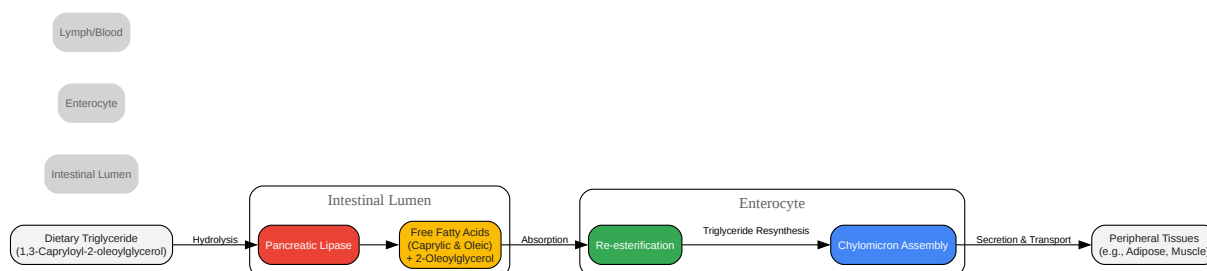 Lymph/Blood
Enterocyte
Intestinal Lumen
Intestinal Lumen
Enterocyte
Dietary Triglyceride
(1,3-Capryloyl-2-oleoylglycerol)
Hydrolysis
Pancreatic Lipase
Free Fatty Acids
(Caprylic & Oleic)
+ 2-Oleoylglycerol
Absorption
Re-esterification
Triglyceride Resynthesis
Chylomicron Assembly
Secretion & Transport
Peripheral Tissues
(e.g., Adipose, Muscle)